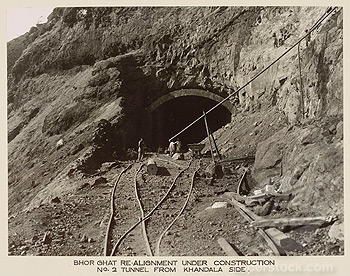 BHOR GHAT RE-ALIGNMENT UNDER CONSTRUCTION
No. 2 TUNNEL FROM KHANDALA SIDE.